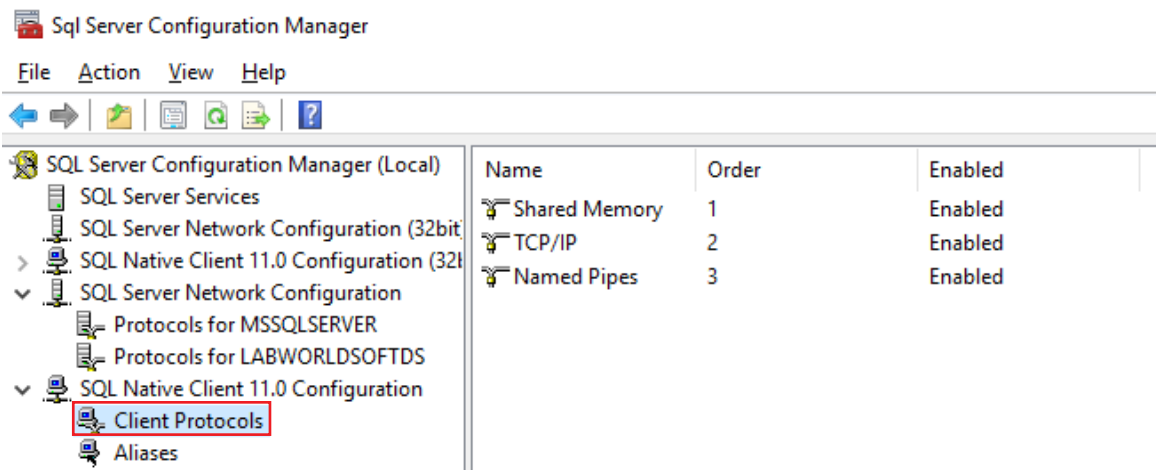 Sql Server Configuration Manager
File Action View Help
SQL Server Configuration Manager (Local)
SQL Server Services
SQL Server Network Configuration (32bit
SQL Native Client 11.0 Configuration (32b
SQL Server Network Configuration
Protocols for MSSQLSERVER
Protocols for LABWORLDSOFTDS
SQL Native Client 11.0 Configuration
Client Protocols
Aliases
Name Order Enabled
Shared Memory 1 Enabled
TCP/IP 2 Enabled
Named Pipes 3 Enabled